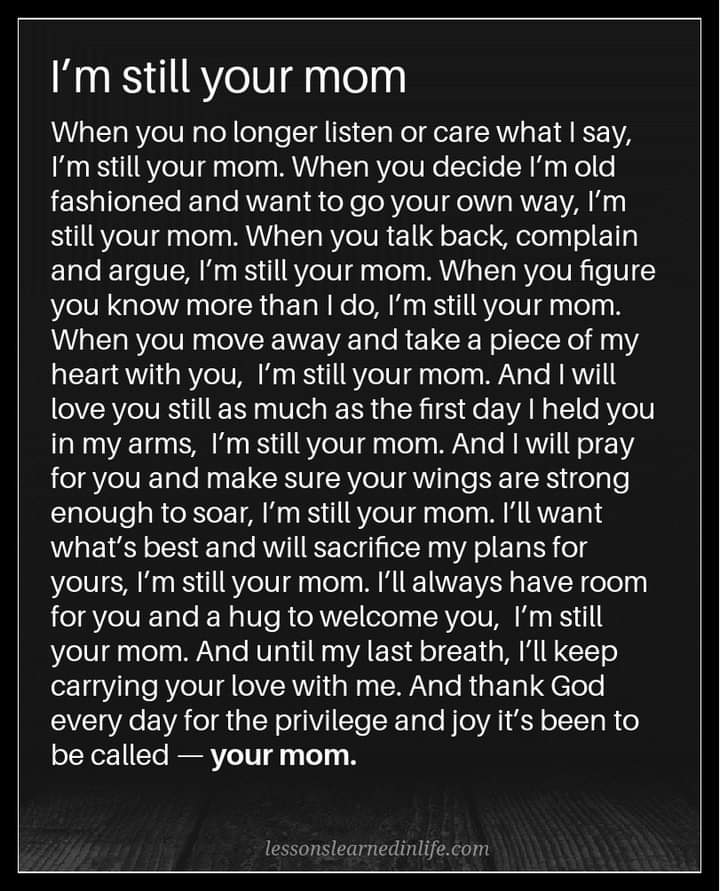 I’m still your mom
When you no longer listen or care what I say,
I’m still your mom. When you decide I’m old
fashioned and want to go your own way, I’m
still your mom. When you talk back, complain
and argue, I’m still your mom. When you figure
you know more than I do, I’m still your mom.
When you move away and take a piece of my
heart with you,  I’m still your mom. And I will
love you still as much as the first day I held you
in my arms,  I’m still your mom. And I will pray
for you and make sure your wings are strong
enough to soar, I’m still your mom. I’ll want
what’s best and will sacrifice my plans for
yours, I’m still your mom. I’ll always have room
for you and a hug to welcome you,  I’m still
your mom. And until my last breath, I’ll keep
carrying your love with me. And thank God
every day for the privilege and joy it’s been to
be called — your mom.
lessonslearnedinlife.com